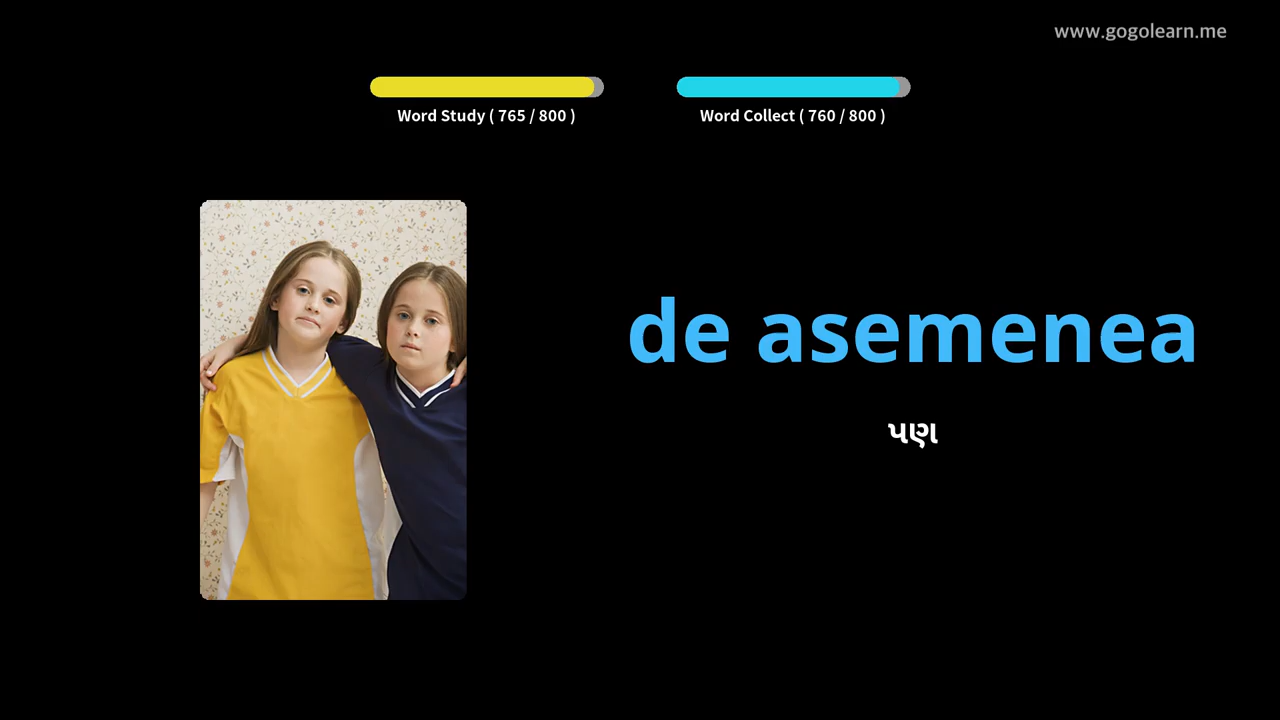 www.gogolearn.me
Word Study ( 765 / 800 )
Word Collect ( 760 / 800 )
de asemenea
પણ